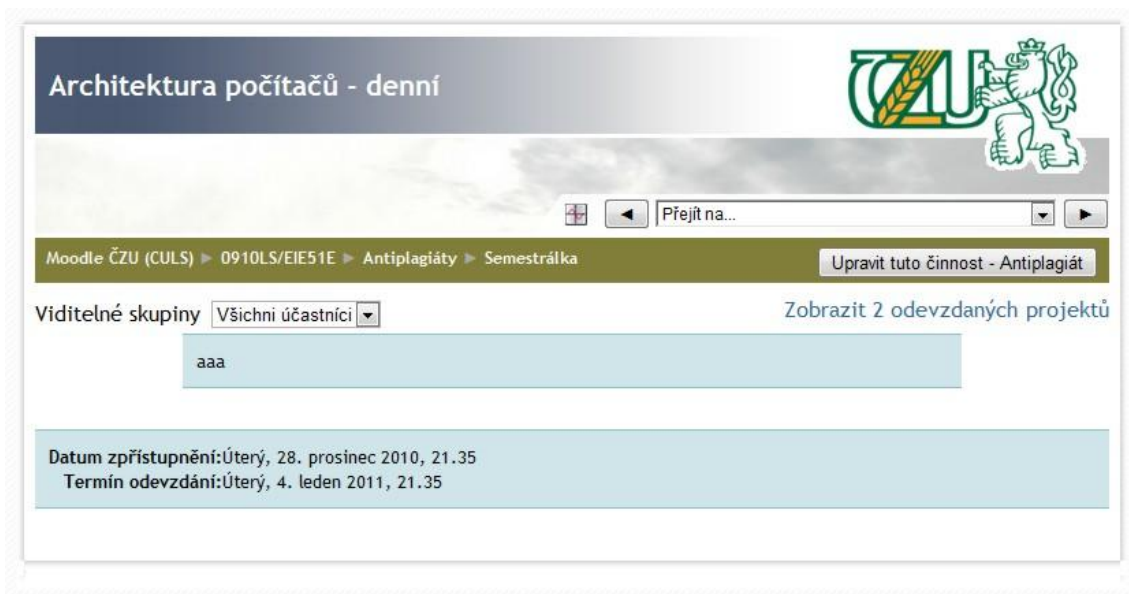 Architektura počítačů - denní
ČZU
Přejít na...
Moodle ČZU (CULS) ► 0910LS/EIE51E ► Antiplagiáty ► Semestrálka
Upravit tuto činnost - Antiplagiát
Viditelné skupiny Všichni účastníci
Zobrazit 2 odevzdaných projektů
aaa
Datum zpřístupnění:Úterý, 28. prosinec 2010, 21.35
Termín odevzdání:Úterý, 4. leden 2011, 21.35